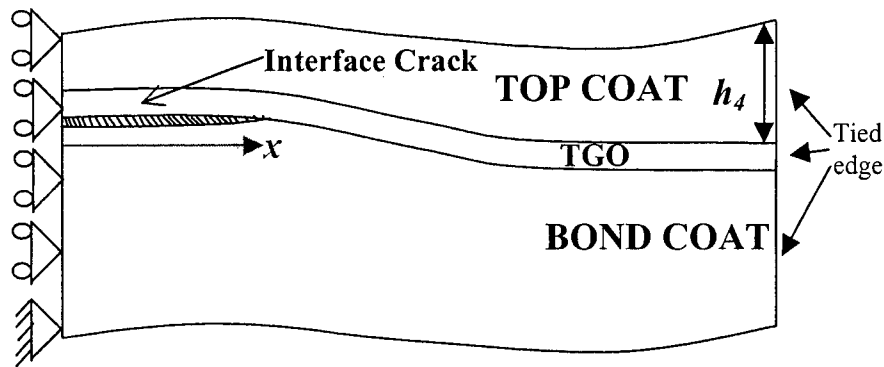 Interface Crack
TOP COAT
h4
x
TGO
Tied
edge
BOND COAT